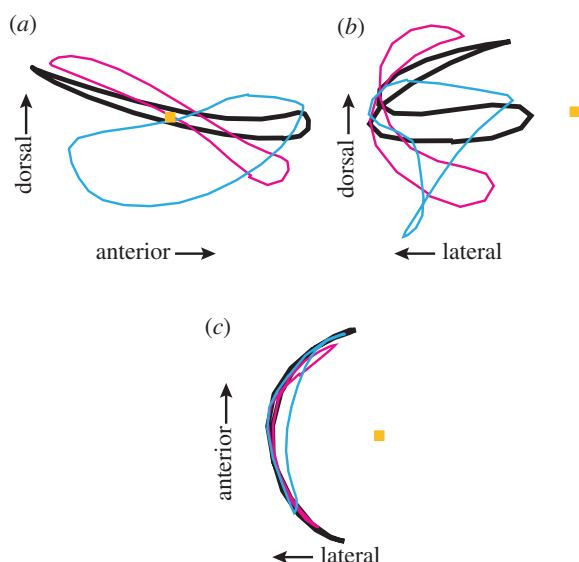 (a)
(b)
dorsal
dorsal
anterior
lateral
(c)
anterior
lateral